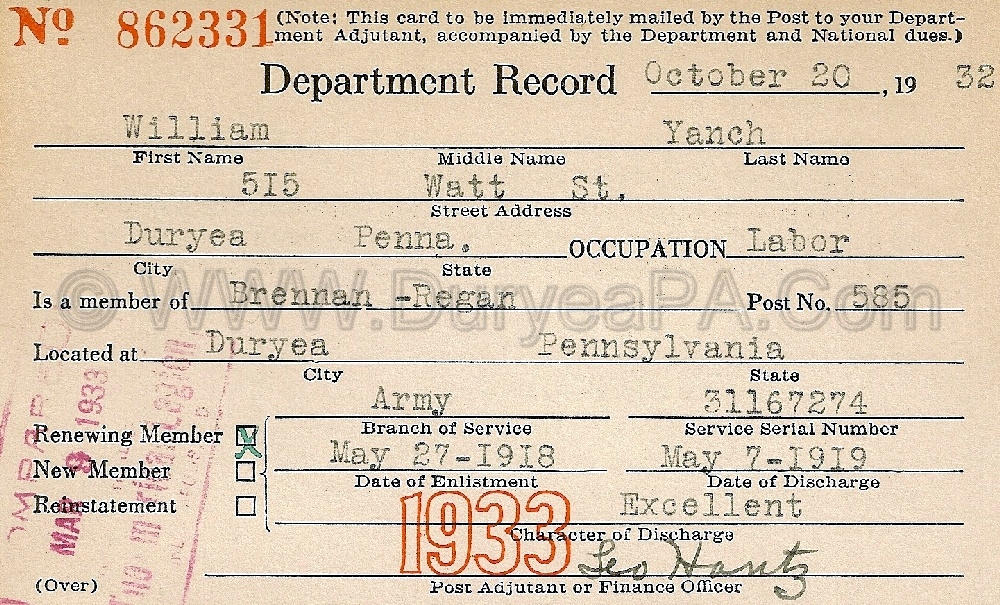 No 862331 (Note: This card to be immediately mailed by the Post to your Depart-
ment Adjutant, accompanied by the Department and National dues.)
Department Record October 20, 19 32
William Yanch
First Name Middle Name Last Name
515 Watt St.
Street Address
Duryea Penna. OCCUPATION Labor
City State
Is a member of Brennan -Regan Post No. 585
© WWW.DuryeaPA.Com
Located at Duryea Pennsylvania
City State
Army 31167274
Renewing Member Branch of Service Service Serial Number
New Member May 27-1918 May 7-1919
Date of Enlistment Date of Discharge
Reinstatement Excellent
1933 Character of Discharge
Leo Hantz
(Over) Post Adjutant or Finance Officer
MAR 9 1933